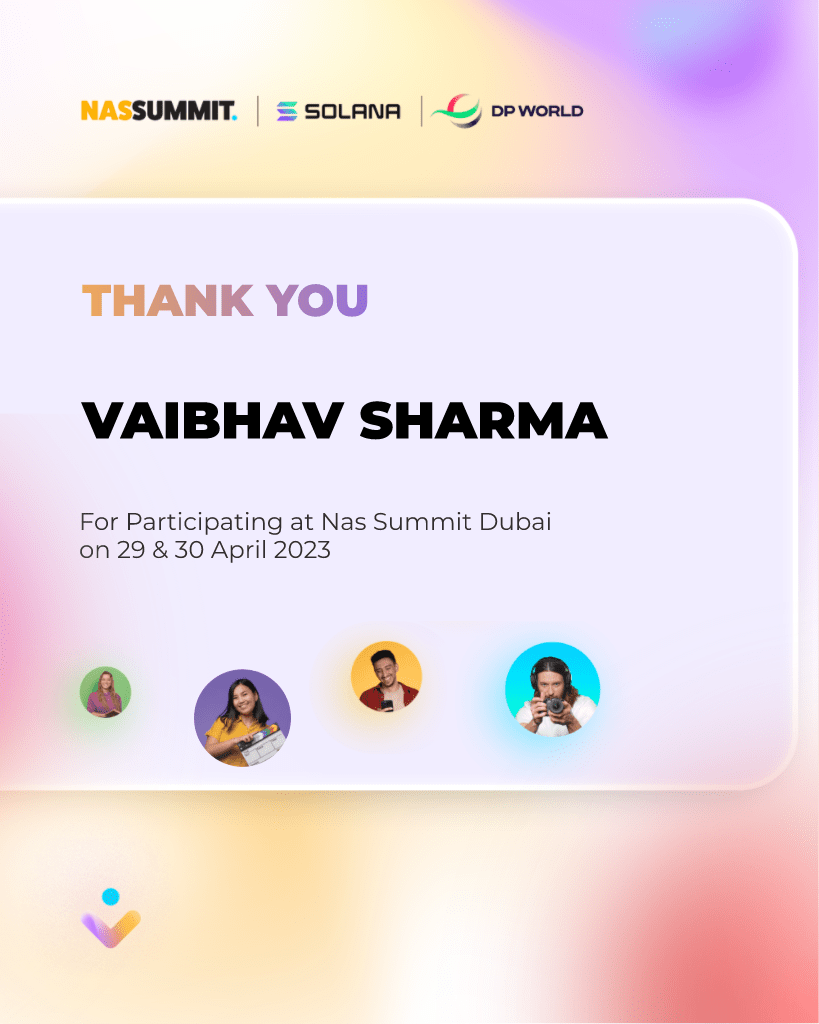 NASSUMMIT.
SOLANA
DP WORLD
THANK YOU
VAIBHAV SHARMA
For Participating at Nas Summit Dubai
on 29 & 30 April 2023